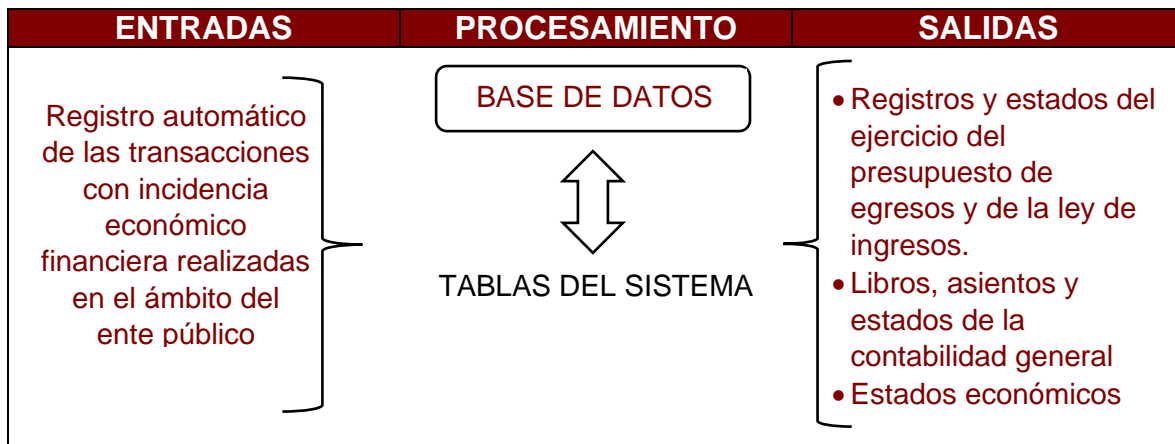 ENTRADAS
PROCESAMIENTO
SALIDAS
Registro automático
de las transacciones
con incidencia
económico
financiera realizadas
en el ámbito del
ente público
BASE DE DATOS
TABLAS DEL SISTEMA
• Registros y estados del
ejercicio del
presupuesto de
egresos y de la ley de
ingresos.
• Libros, asientos y
estados de la
contabilidad general
• Estados económicos